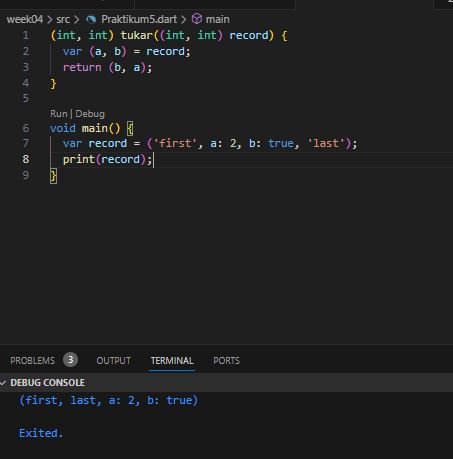 week04 > src > Praktikum5.dart > main
1 (int, int) tukar((int, int) record) {
2   var (a, b) = record;
3   return (b, a);
4 }
5
Run | Debug
6 void main() {
7   var record = ('first', a: 2, b: true, 'last');
8   print(record);
9 }
PROBLEMS 3 OUTPUT TERMINAL PORTS
DEBUG CONSOLE
(first, last, a: 2, b: true)
Exited.